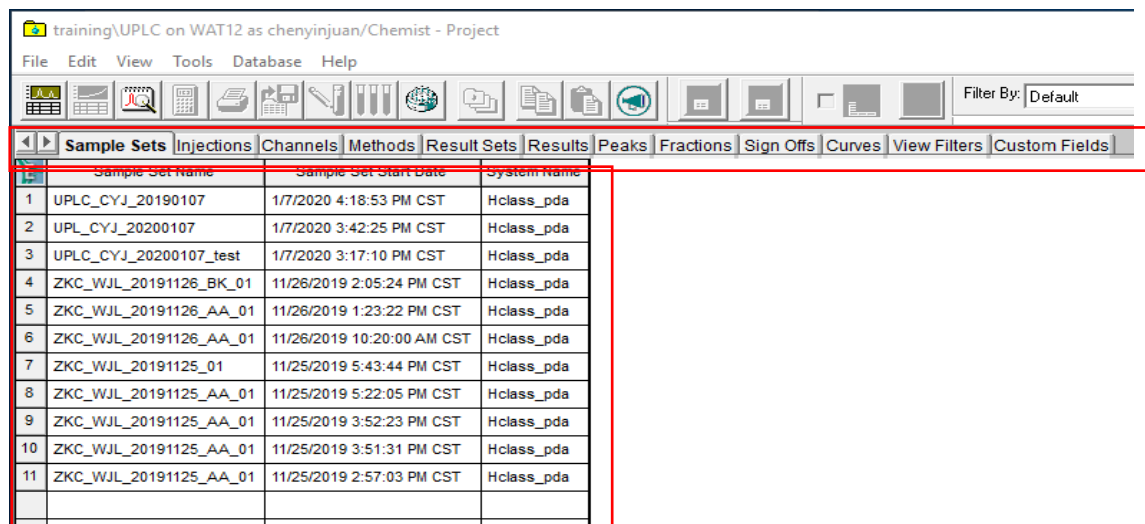 training\UPLC on WAT12 as chenyinjuan/Chemist - Project
File Edit View Tools Database Help
Filter By: Default
Sample Sets Injections Channels Methods Result Sets Results Peaks Fractions Sign Offs Curves View Filters Custom Fields
Sample Set Name Sample Set Start Date System Name
1 UPLC_CYJ_20190107 1/7/2020 4:18:53 PM CST Hclass_pda
2 UPL_CYJ_20200107 1/7/2020 3:42:25 PM CST Hclass_pda
3 UPLC_CYJ_20200107_test 1/7/2020 3:17:10 PM CST Hclass_pda
4 ZKC_WJL_20191126_BK_01 11/26/2019 2:05:24 PM CST Hclass_pda
5 ZKC_WJL_20191126_AA_01 11/26/2019 1:23:22 PM CST Hclass_pda
6 ZKC_WJL_20191126_AA_01 11/26/2019 10:20:00 AM CST Hclass_pda
7 ZKC_WJL_20191125_01 11/25/2019 5:43:44 PM CST Hclass_pda
8 ZKC_WJL_20191125_AA_01 11/25/2019 5:22:05 PM CST Hclass_pda
9 ZKC_WJL_20191125_AA_01 11/25/2019 3:52:23 PM CST Hclass_pda
10 ZKC_WJL_20191125_AA_01 11/25/2019 3:51:31 PM CST Hclass_pda
11 ZKC_WJL_20191125_AA_01 11/25/2019 2:57:03 PM CST Hclass_pda